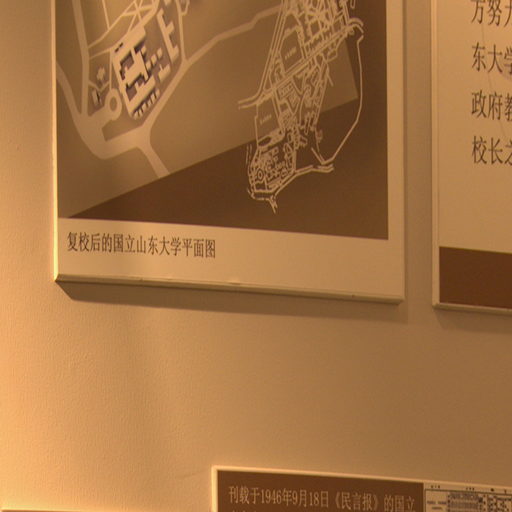 复校后的国立山东大学平面图
方努力
东大学
政府教
校长之
刊载于1946年9月18日《民言报》的国立